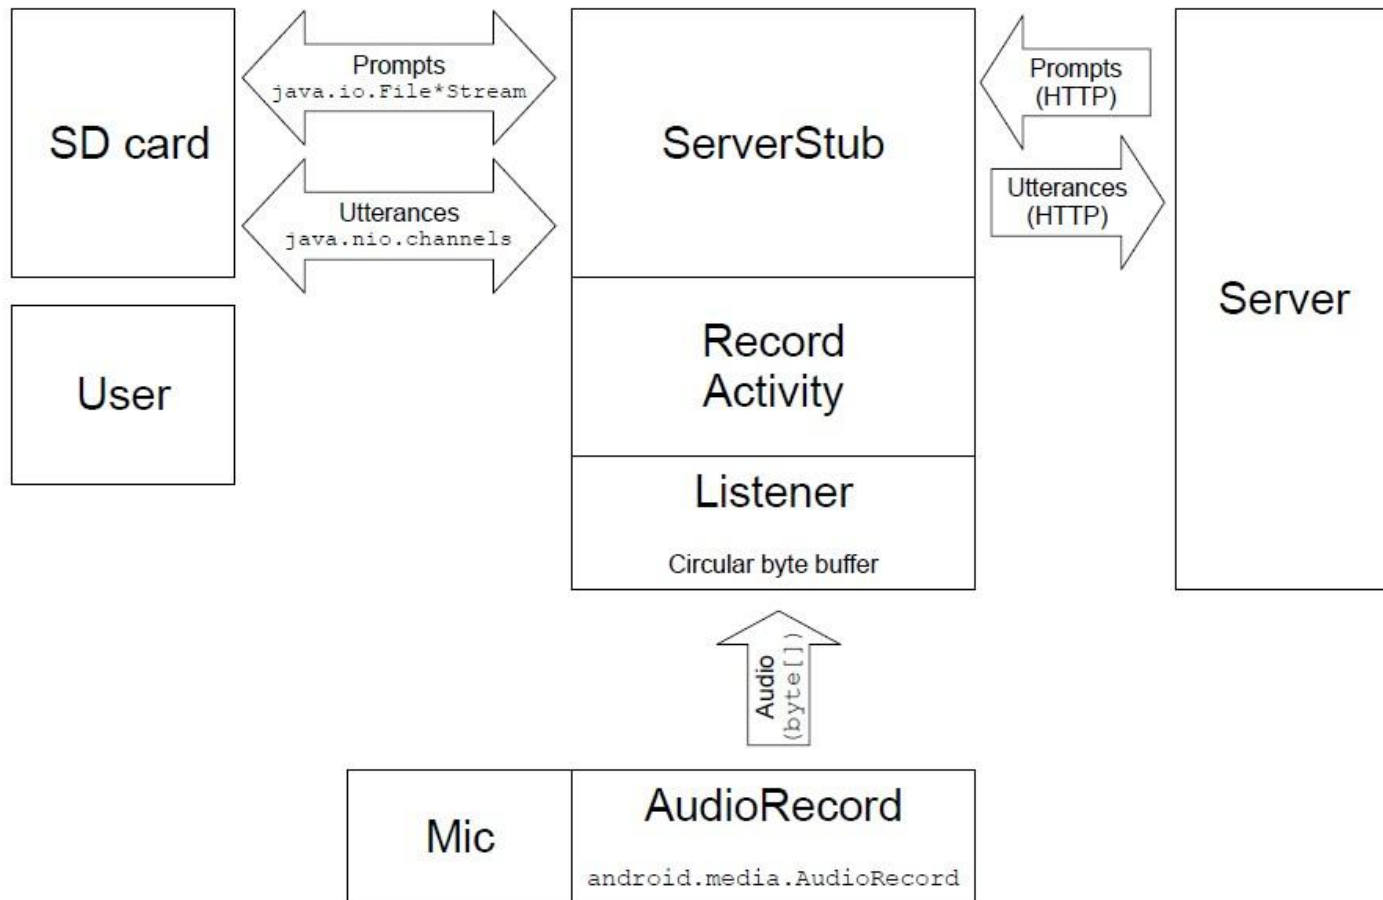 SD card
Prompts
java.io.File*Stream
Utterances
java.nio.channels
ServerStub
Prompts
(HTTP)
Utterances
(HTTP)
Server
User
Record
Activity
Listener
Circular byte buffer
Audio
(byte[])
Mic
AudioRecord
android.media.AudioRecord